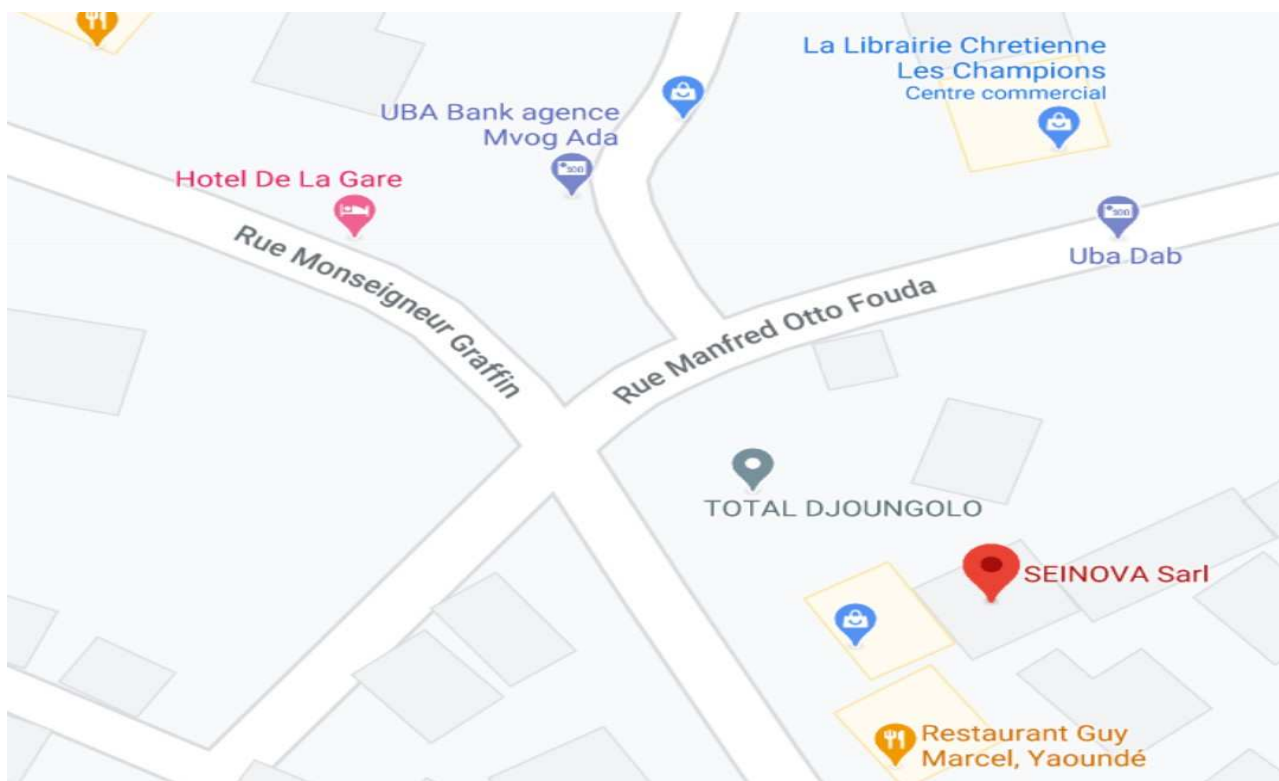 La Librairie Chretienne
Les Champions
Centre commercial
UBA Bank agence
Mvog Ada
Hotel De La Gare
Rue Monseigneur Graffin
Uba Dab
Rue Manfred Otto Fouda
TOTAL DJOUNGOLO
SEINOVA Sarl
Restaurant Guy
Marcel, Yaoundé